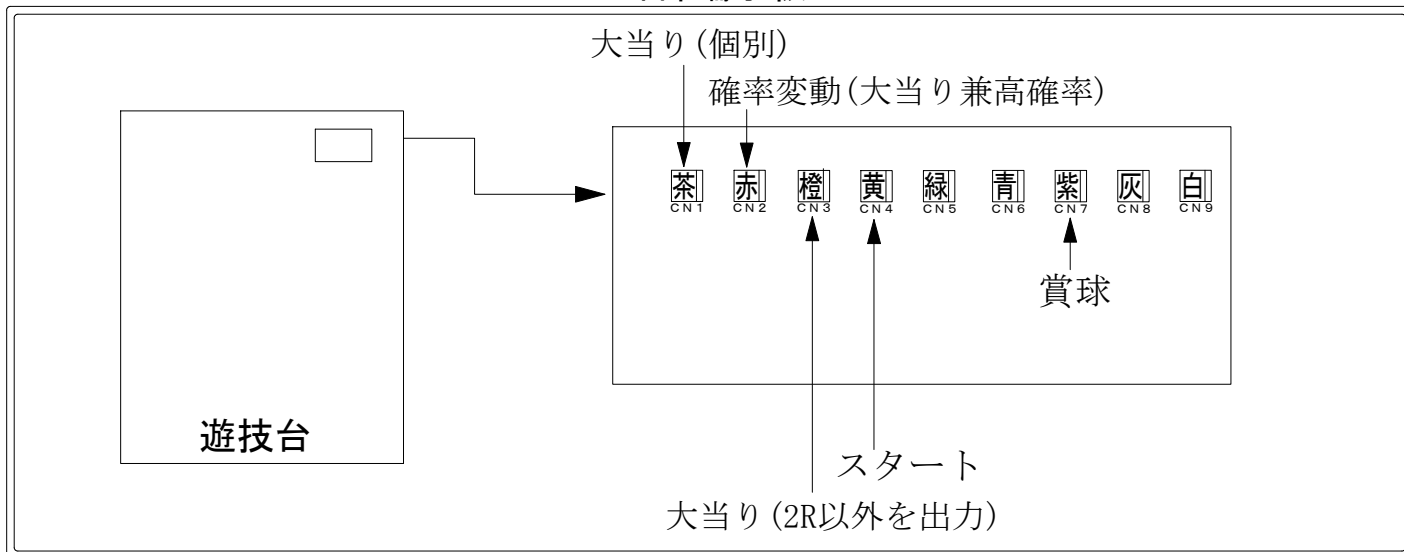 大当り(個別)
確率変動(大当り兼高確率)
茶 赤 橙 黄 緑 青 紫 灰 白
CN1 CN2 CN3 CN4 CN5 CN6 CN7 CN8 CN9
賞球
遊技台
スタート
大当り(2R以外を出力)